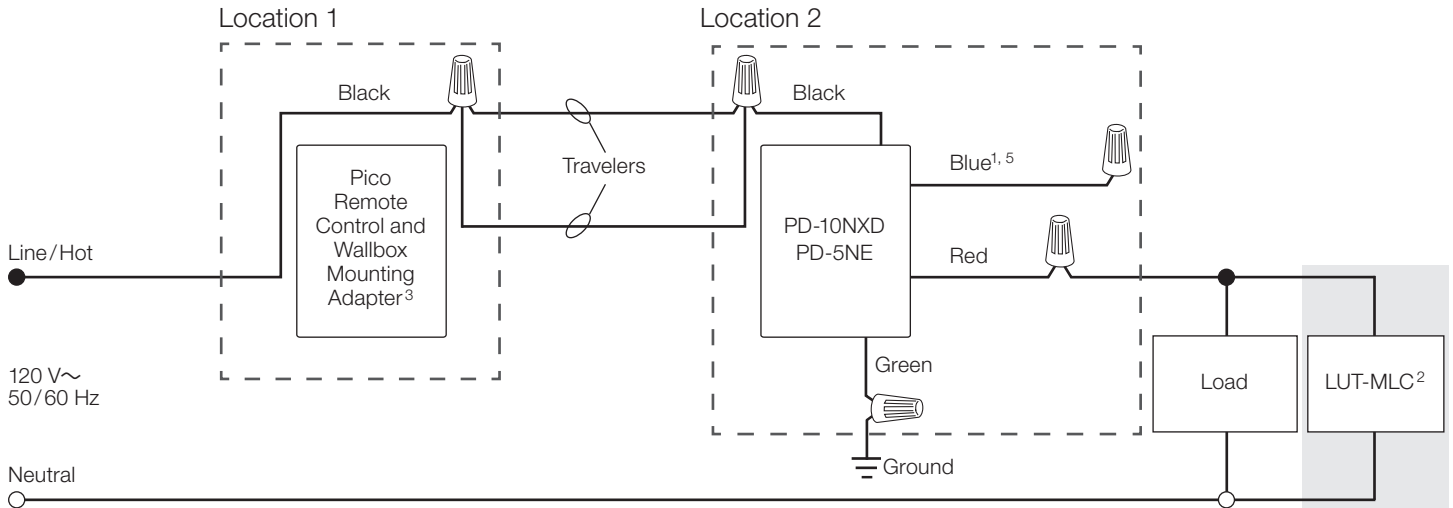 Location 1
Location 2
Black
Black
Travelers
Pico
Remote
Control and
Wallbox
Mounting
Adapter³
PD-10NXD
PD-5NE
Blue¹, ⁵
Red
Line/Hot
120 V~
50/60 Hz
Green
Load
LUT-MLC²
Ground
Neutral